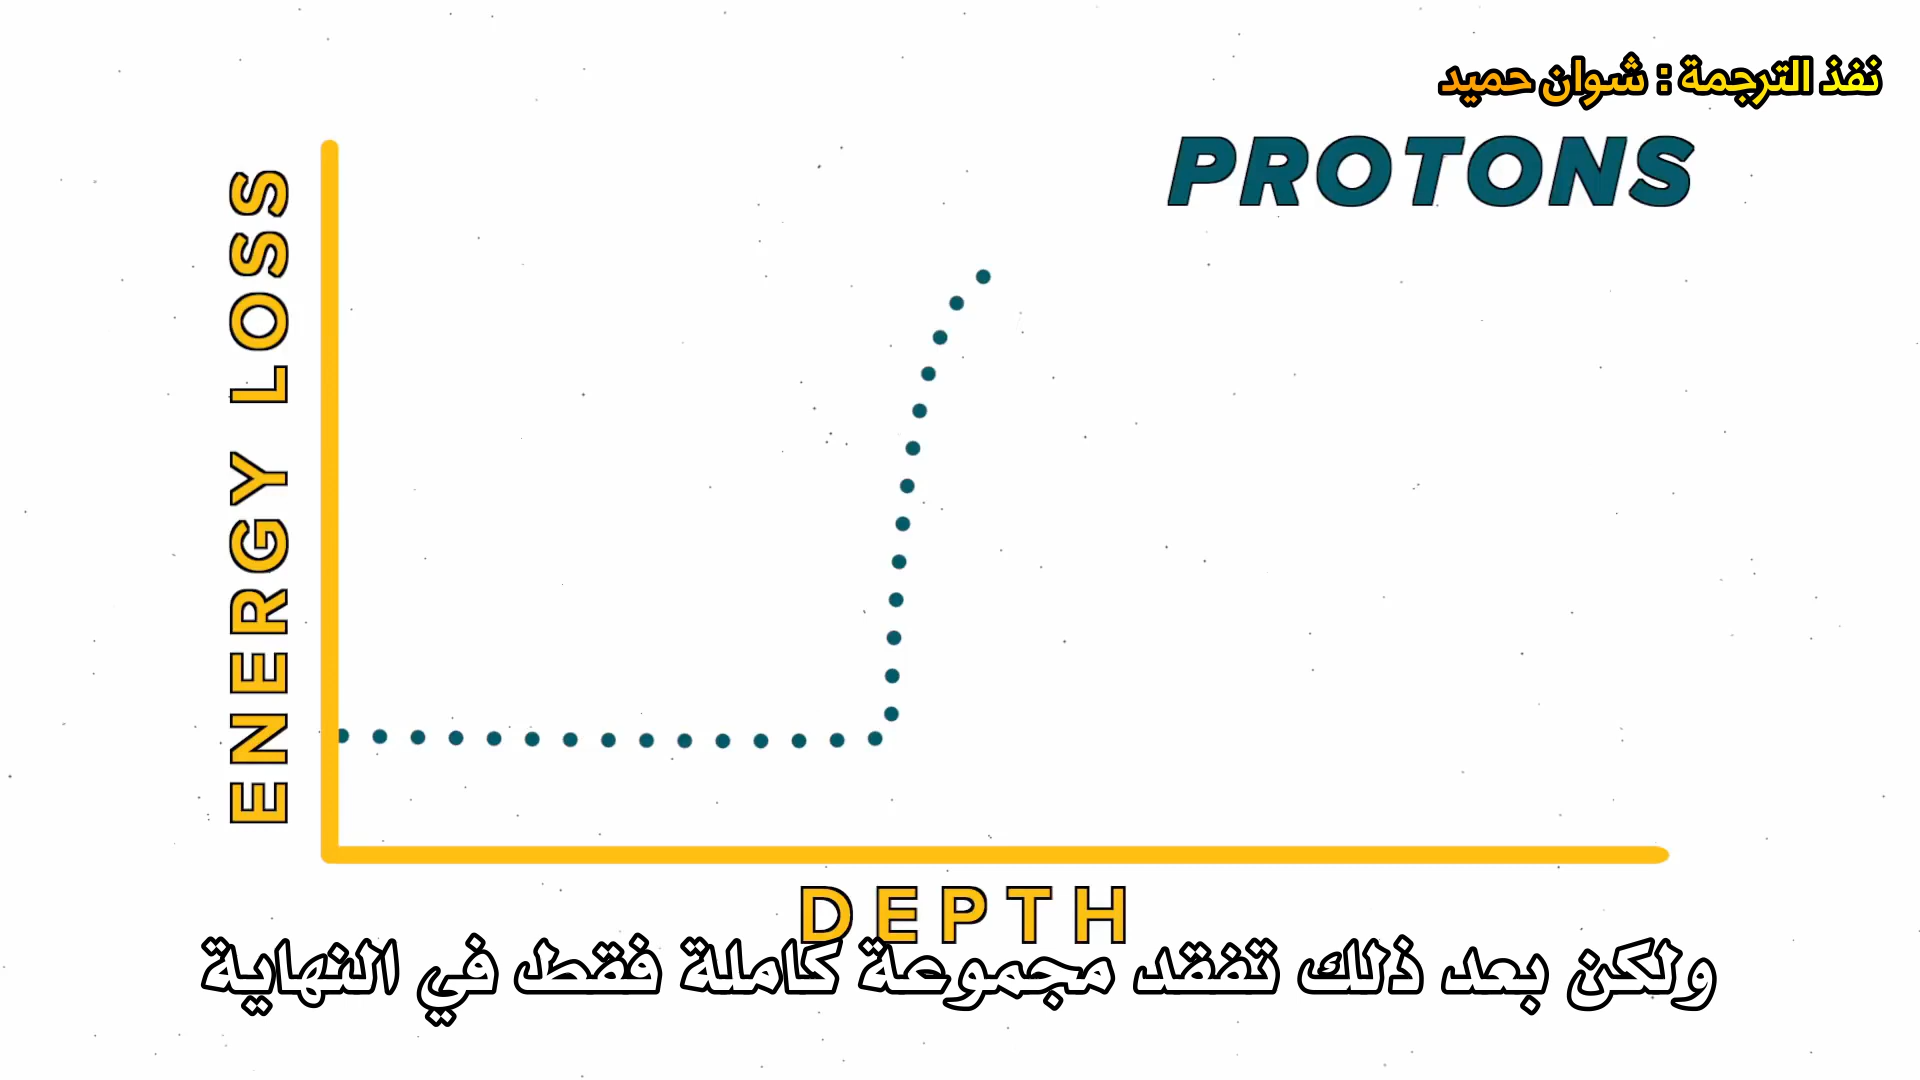 نفذ الترجمة : شوان حميد
PROTONS
ENERGY LOSS
DEPTH
ولكن بعد ذلك تفقد مجموعة كاملة فقط في النهاية